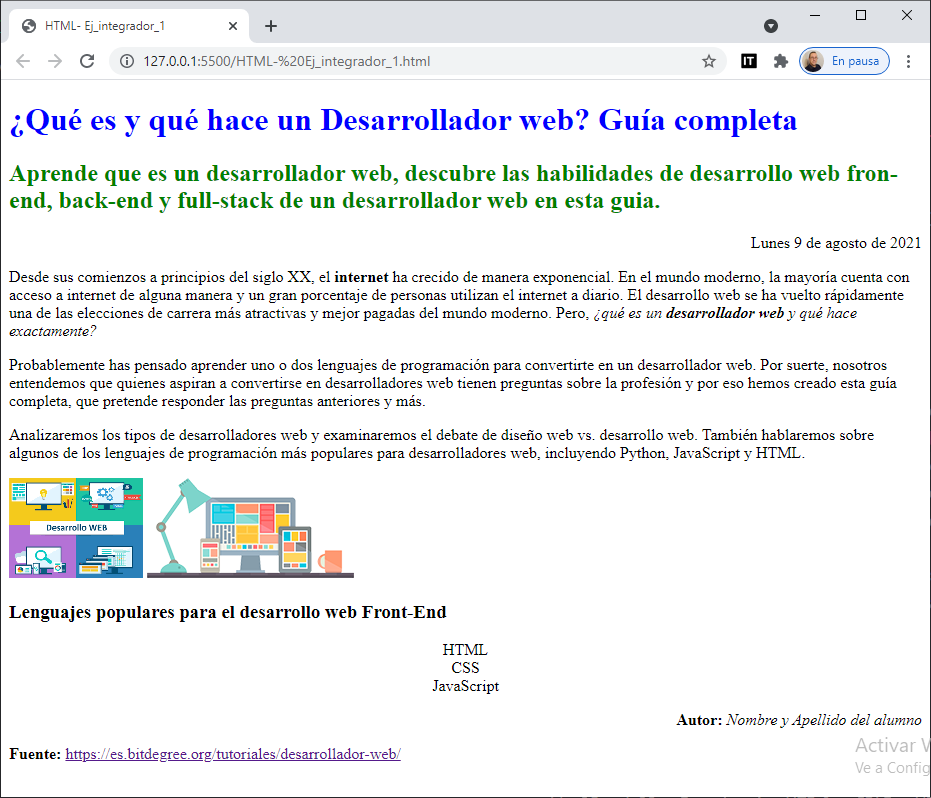 HTML- Ej_integrador_1
127.0.0.1:5500/HTML-%20Ej_integrador_1.html
IT
En pausa
¿Qué es y qué hace un Desarrollador web? Guía completa
Aprende que es un desarrollador web, descubre las habilidades de desarrollo web fron-
end, back-end y full-stack de un desarrollador web en esta guia.
Lunes 9 de agosto de 2021
Desde sus comienzos a principios del siglo XX, el internet ha crecido de manera exponencial. En el mundo moderno, la mayoría cuenta con
acceso a internet de alguna manera y un gran porcentaje de personas utilizan el internet a diario. El desarrollo web se ha vuelto rápidamente
una de las elecciones de carrera más atractivas y mejor pagadas del mundo moderno. Pero, ¿qué es un desarrollador web y qué hace
exactamente?
Probablemente has pensado aprender uno o dos lenguajes de programación para convertirte en un desarrollador web. Por suerte, nosotros
entendemos que quienes aspiran a convertirse en desarrolladores web tienen preguntas sobre la profesión y por eso hemos creado esta guía
completa, que pretende responder las preguntas anteriores y más.
Analizaremos los tipos de desarrolladores web y examinaremos el debate de diseño web vs. desarrollo web. También hablaremos sobre
algunos de los lenguajes de programación más populares para desarrolladores web, incluyendo Python, JavaScript y HTML.
Desarrollo WEB
Lenguajes populares para el desarrollo web Front-End
HTML
CSS
JavaScript
Autor: Nombre y Apellido del alumno
Fuente: https://es.bitdegree.org/tutoriales/desarrollador-web/
Activar W
Ve a Config